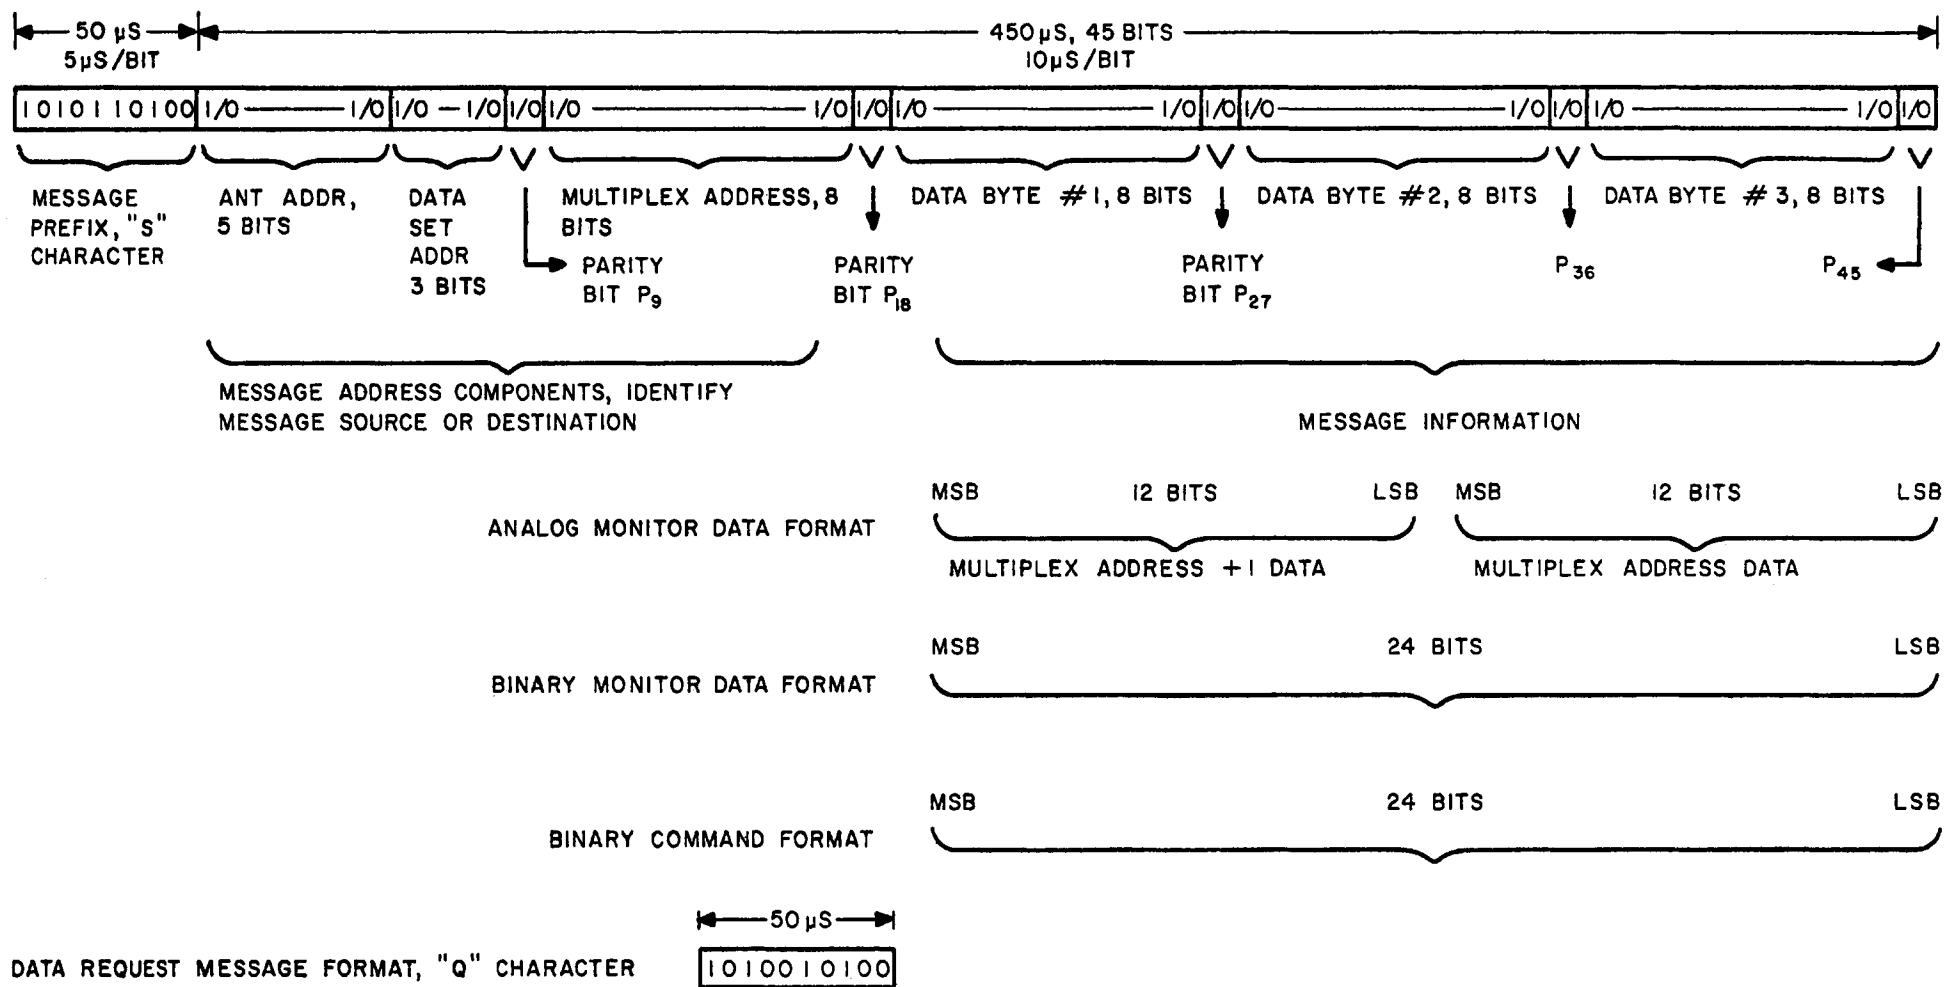 50 µS
5µS/BIT
450µS, 45 BITS
10µS/BIT
1010110100 1/0 1/0 1/0 1/0 1/0 1/0 1/0 1/0 1/0 1/0 1/0 1/0 1/0 1/0 1/0 1/0 1/0
MESSAGE
PREFIX, "S"
CHARACTER
ANT ADDR,
5 BITS
DATA
SET
ADDR
3 BITS
MULTIPLEX ADDRESS, 8
BITS
DATA BYTE #1, 8 BITS
DATA BYTE #2, 8 BITS
DATA BYTE #3, 8 BITS
PARITY
BIT P9
PARITY
BIT P18
PARITY
BIT P27
P36
P45
MESSAGE ADDRESS COMPONENTS, IDENTIFY
MESSAGE SOURCE OR DESTINATION
MESSAGE INFORMATION
MSB 12 BITS LSB MSB 12 BITS LSB
ANALOG MONITOR DATA FORMAT
MULTIPLEX ADDRESS +1 DATA MULTIPLEX ADDRESS DATA
MSB 24 BITS LSB
BINARY MONITOR DATA FORMAT
MSB 24 BITS LSB
BINARY COMMAND FORMAT
50 µS
DATA REQUEST MESSAGE FORMAT, "Q" CHARACTER 1010010100